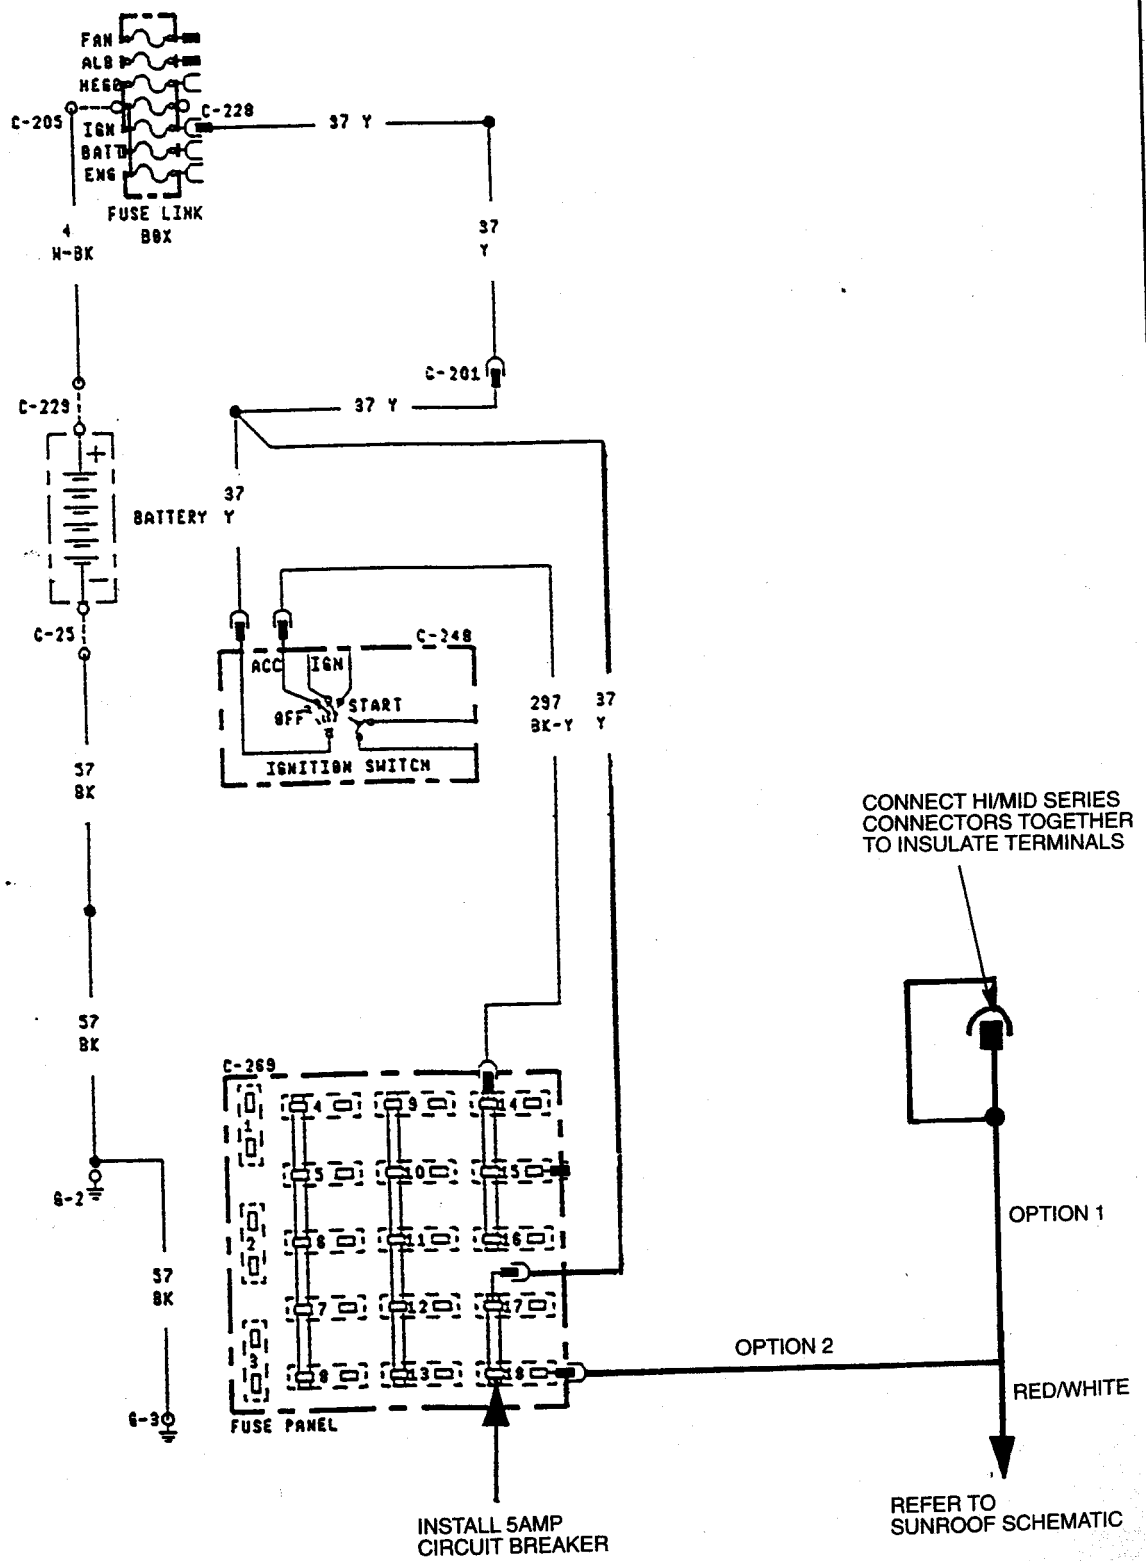 FAN
ALB
HEGO
C-205
C-228
IGN
BATT
ENG
FUSE LINK
BOX
37 Y
4
W-BK
37
Y
C-201
C-229
37 Y
+
37
Y
BATTERY
−
C-25
C-248
ACC
IGN
OFF
START
IGNITION SWITCH
297
BK-Y
37
Y
57
BK
CONNECT HI/MID SERIES
CONNECTORS TOGETHER
TO INSULATE TERMINALS
57
BK
C-269
1
4
9
14
5
10
15
G-2
2
6
11
16
OPTION 1
57
BK
7
12
17
3
8
13
18
OPTION 2
RED/WHITE
G-3
FUSE PANEL
INSTALL 5AMP
CIRCUIT BREAKER
REFER TO
SUNROOF SCHEMATIC